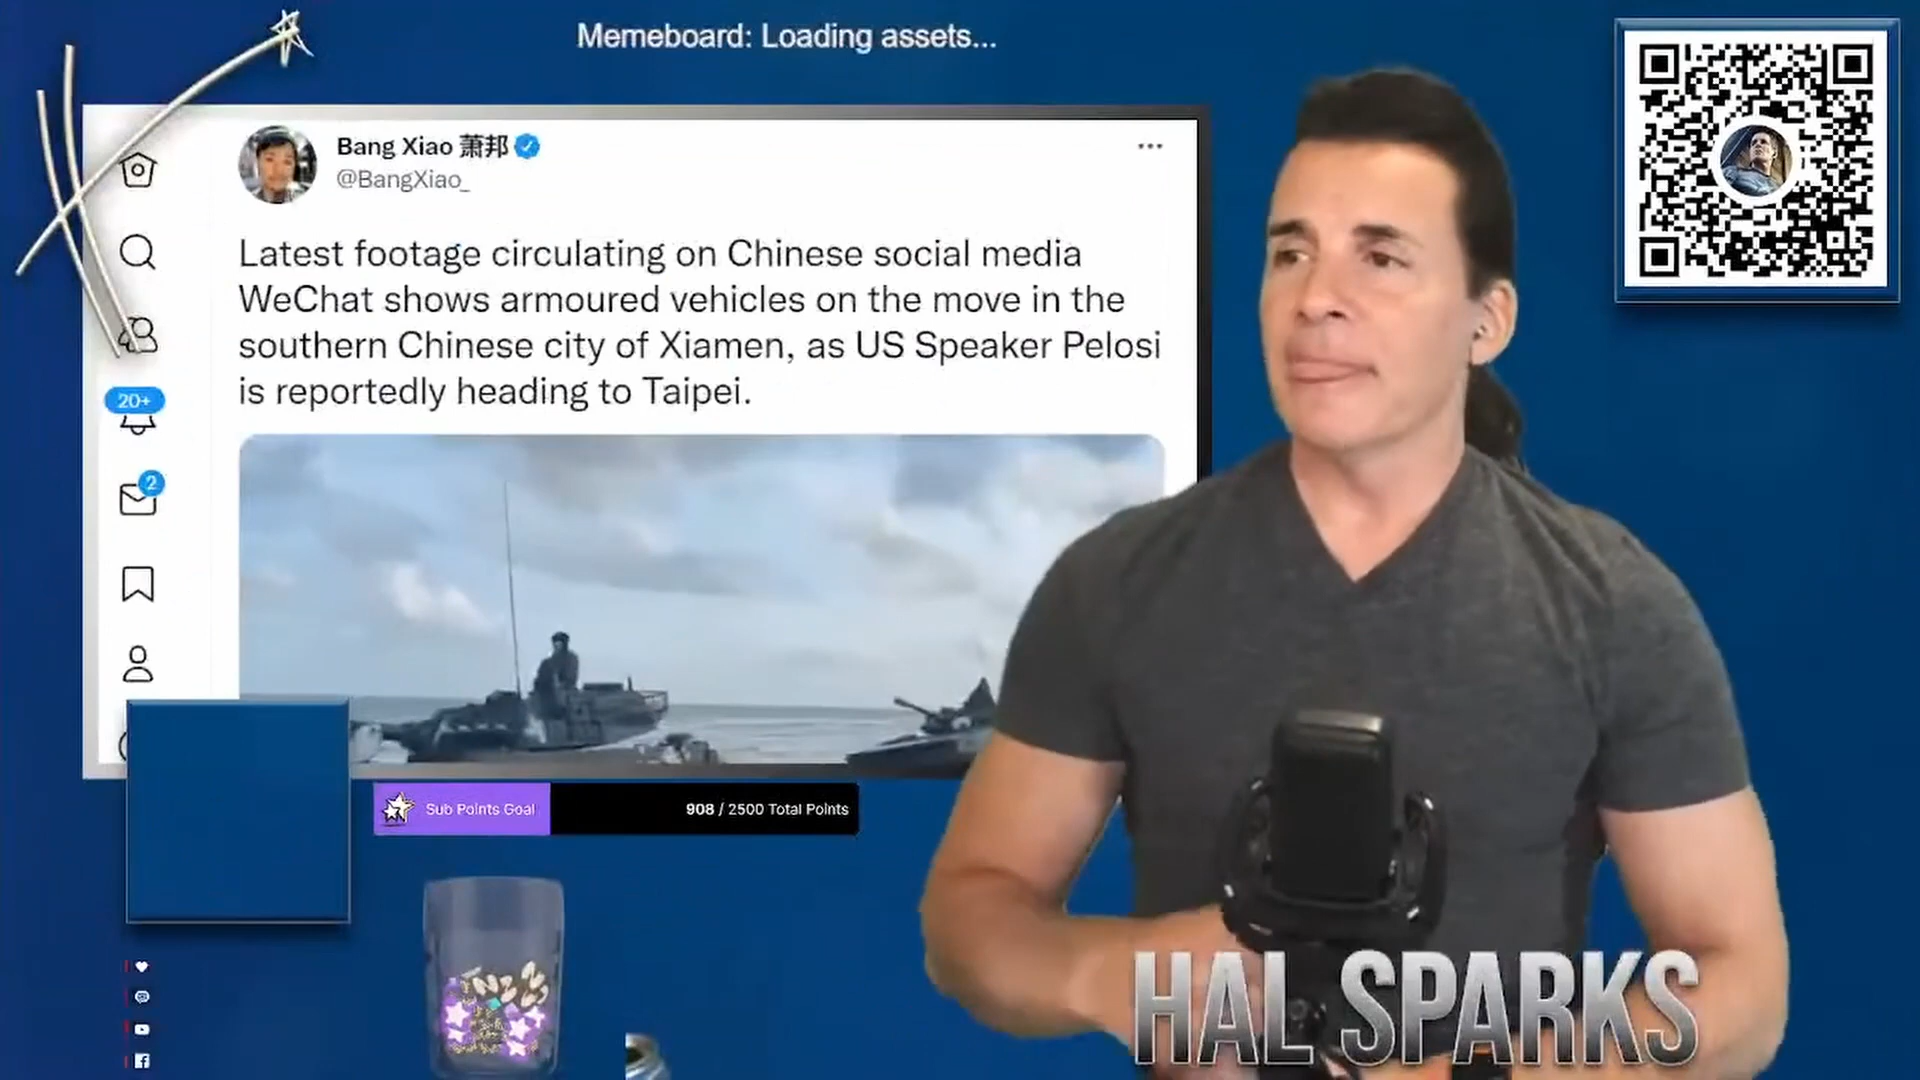 Memeboard: Loading assets...
Bang Xiao 萧邦
@BangXiao_
Latest footage circulating on Chinese social media
WeChat shows armoured vehicles on the move in the
southern Chinese city of Xiamen, as US Speaker Pelosi
is reportedly heading to Taipei.
20+
2
Sub Points Goal
908 / 2500 Total Points
HAL SPARKS